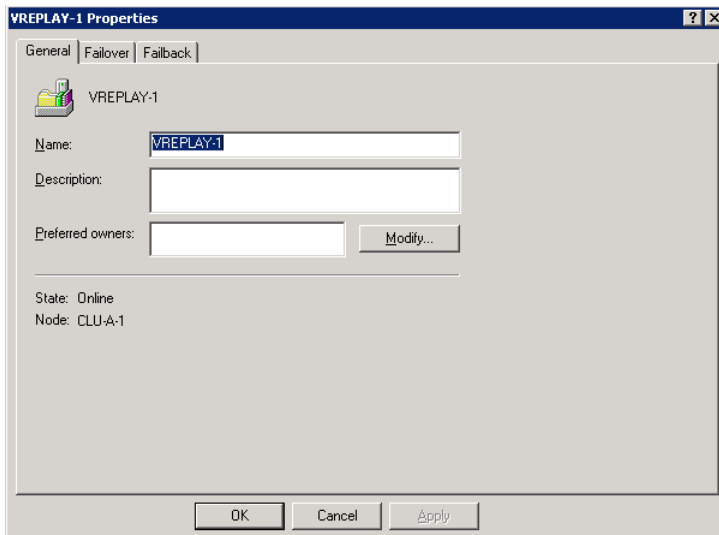 VREPLAY-1 Properties
General Failover Failback
VREPLAY-1
Name: VREPLAY-1
Description:
Preferred owners: Modify...
State: Online
Node: CLU-A-1
OK Cancel Apply